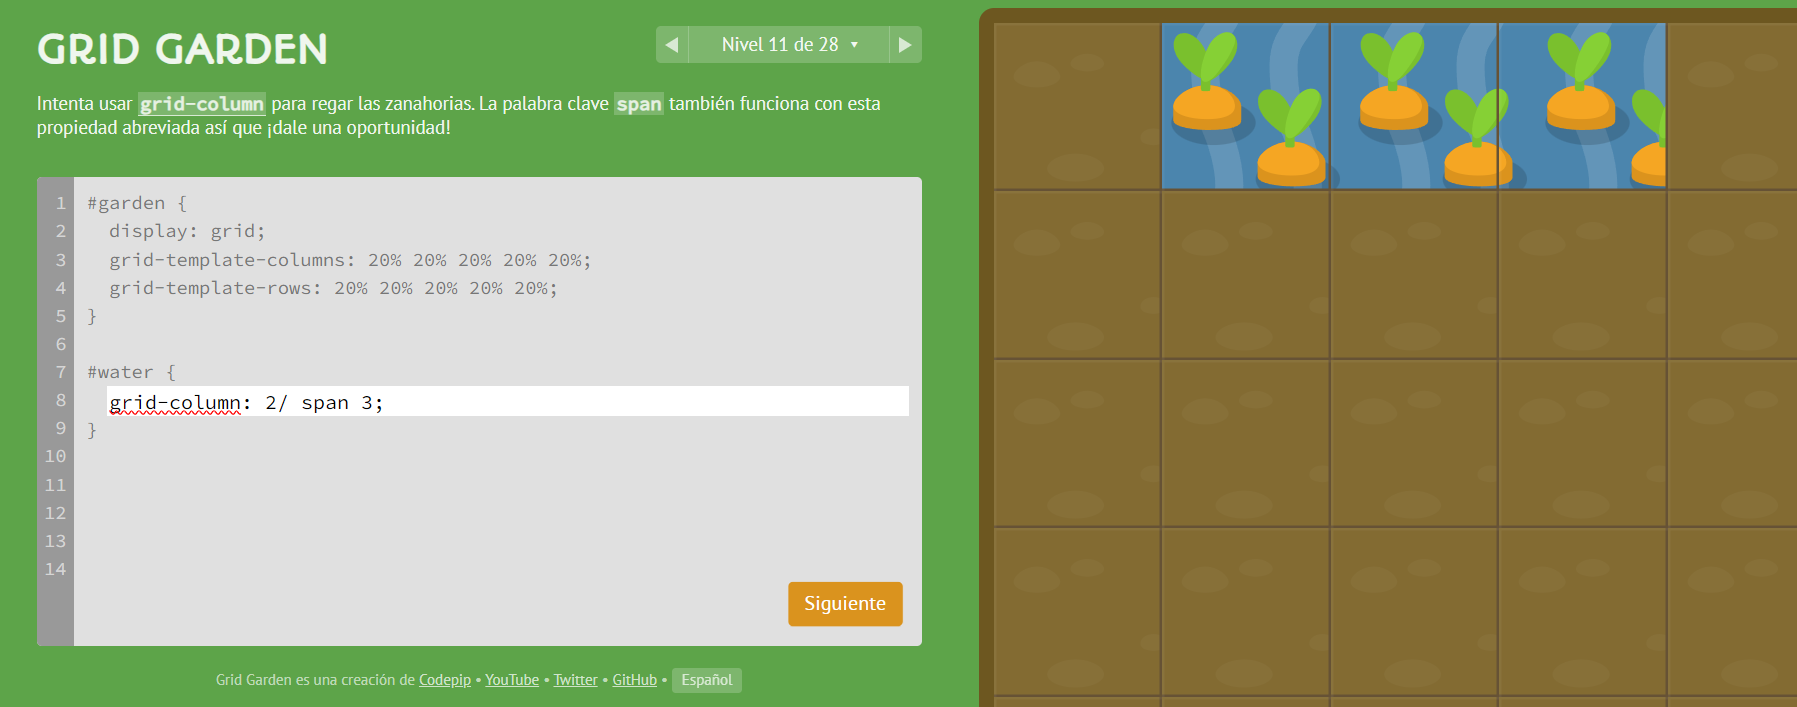 GRID GARDEN
Nivel 11 de 28
Intenta usar grid-column para regar las zanahorias. La palabra clave span también funciona con esta
propiedad abreviada así que ¡dale una oportunidad!
1 #garden {
2 display: grid;
3 grid-template-columns: 20% 20% 20% 20% 20%;
4 grid-template-rows: 20% 20% 20% 20% 20%;
5 }
6
7 #water {
8 grid-column: 2/ span 3;
9 }
10
11
12
13
14
Siguiente
Grid Garden es una creación de Codepip • YouTube • Twitter • GitHub • Español